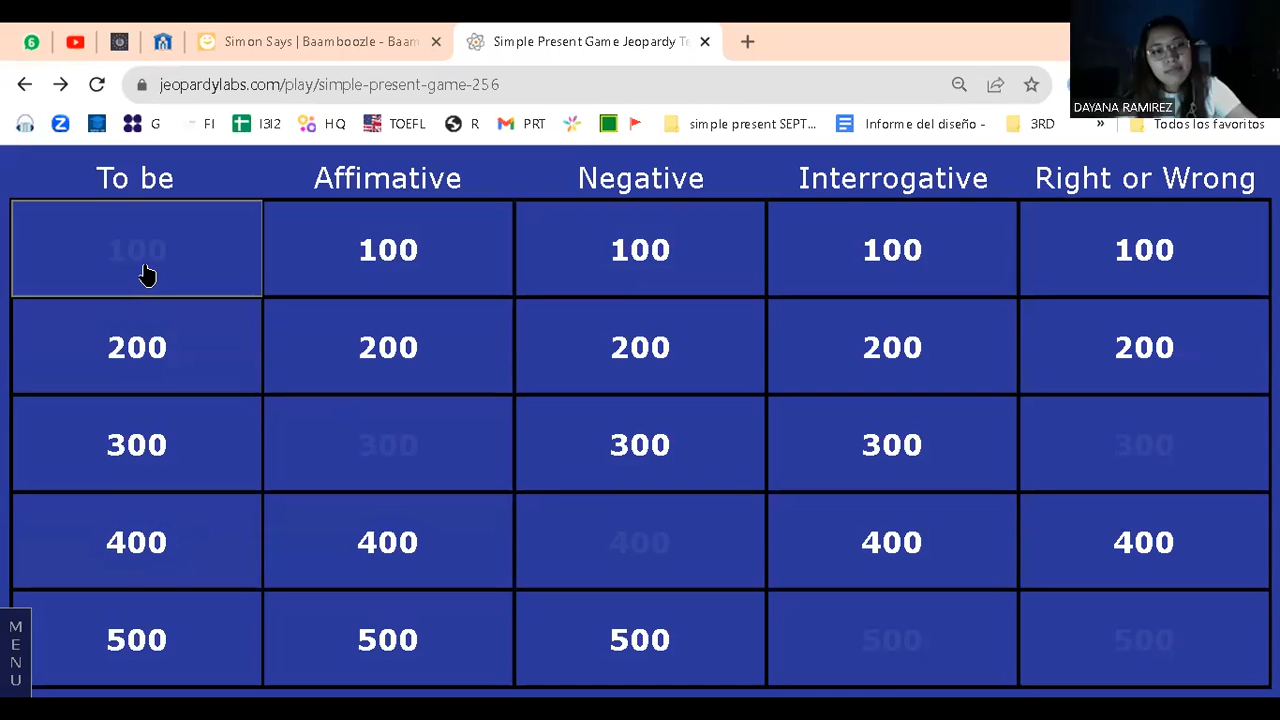 6 Simon Says | Baamboozle - Baam Simple Present Game Jeopardy Te
jeopardylabs.com/play/simple-present-game-256
DAYANA RAMIREZ
G FI I3I2 HQ TOEFL R PRT simple present SEPT... Informe del diseño - 3RD » Todos los favoritos
To be Affimative Negative Interrogative Right or Wrong
100 100 100 100 100
200 200 200 200 200
300 300 300 300 300
400 400 400 400 400
500 500 500 500 500
MENU